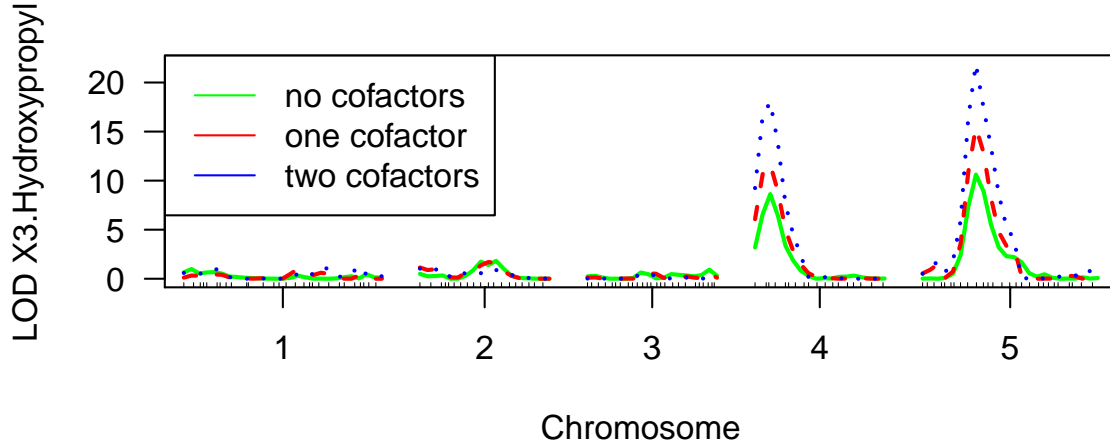 LOD X3.Hydroxypropyl
20
15
10
5
0
no cofactors
one cofactor
two cofactors
1 2 3 4 5
Chromosome